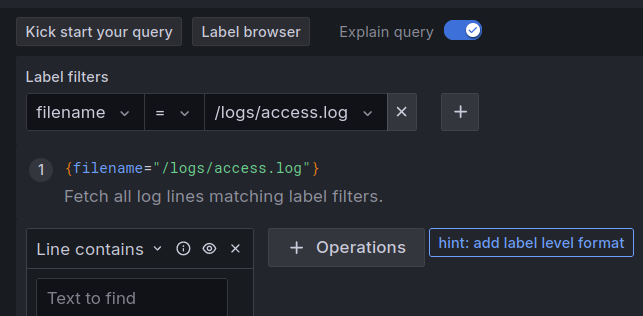 Kick start your query Label browser Explain query
Label filters
filename = /logs/access.log
1 {filename="/logs/access.log"}
Fetch all log lines matching label filters.
Line contains + Operations hint: add label level format
Text to find